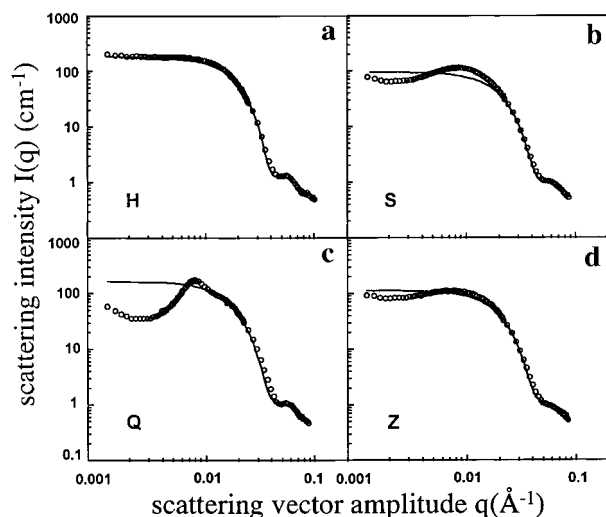 scattering intensity I(q) (cm⁻¹)
1000
100
10
1
a
H
b
S
1000
100
10
1
0.1
c
Q
d
Z
0.001 0.01 0.1 0.001 0.01 0.1
scattering vector amplitude q(Å⁻¹)